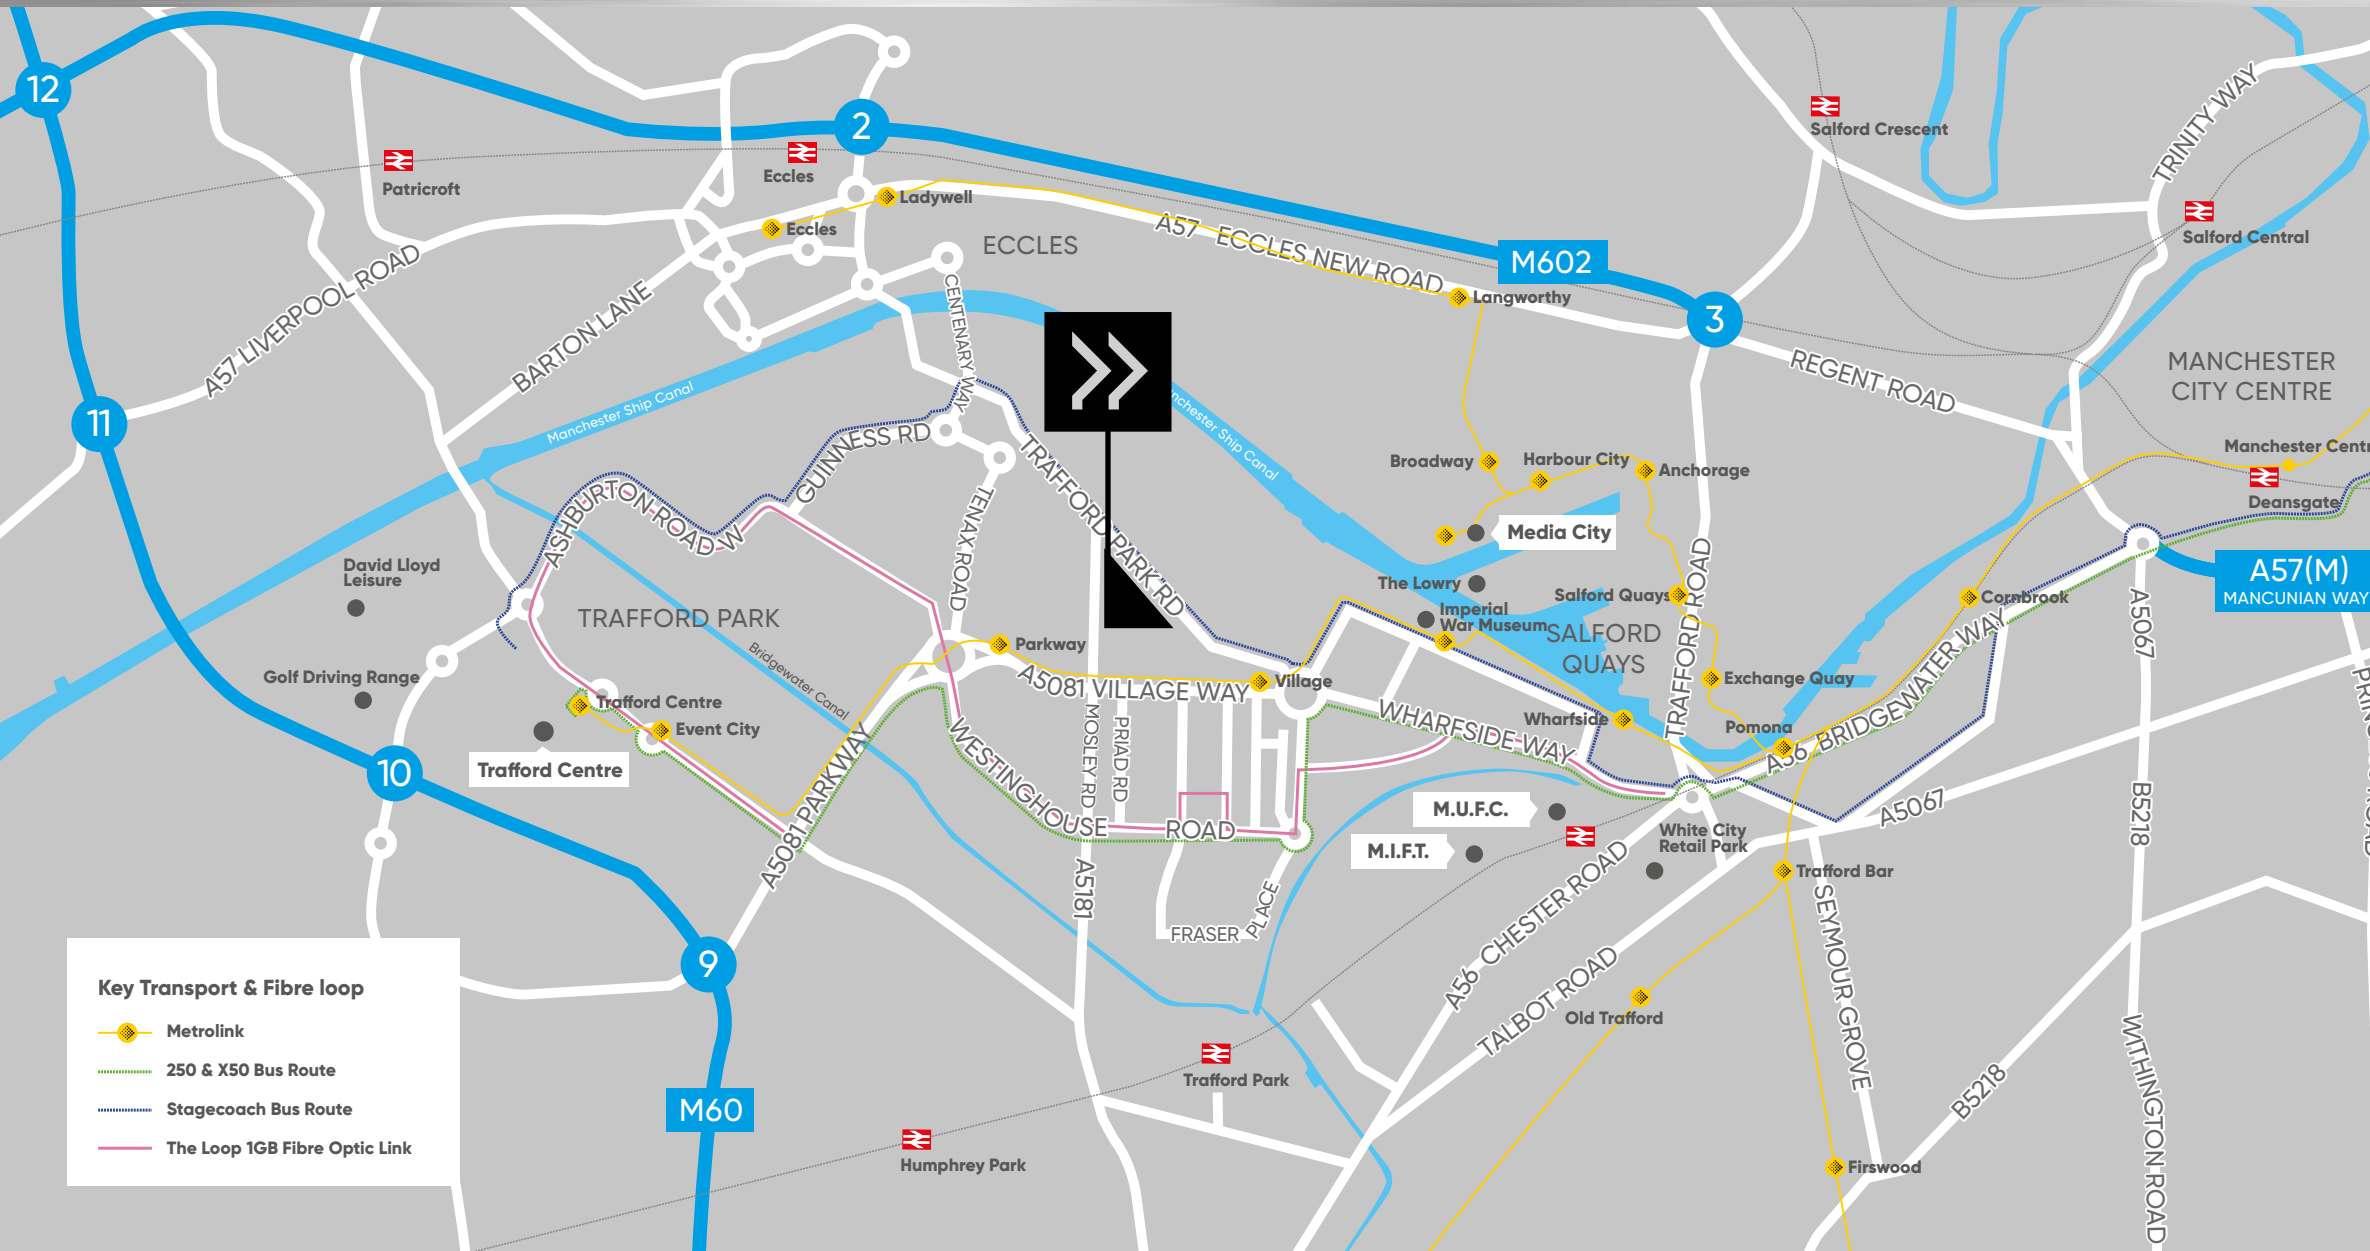 12
2
Salford Crescent
TRINITY WAY
Eccles
Patricroft
Ladywell
Eccles
ECCLES
A57
ECCLES NEW ROAD
M602
Salford Central
A57 LIVERPOOL ROAD
BARTON LANE
CENTENARY WAY
Langworthy
3
REGENT ROAD
MANCHESTER
CITY CENTRE
11
Manchester Ship Canal
nchester Ship Canal
GUINNESS RD
TRAFFORD PARK RD
Broadway
Harbour City
Anchorage
Manchester Centr
Deansgate
ASHBURTON ROAD W
TENAX ROAD
Media City
David Lloyd
Leisure
TRAFFORD PARK
The Lowry
Salford Quays
TRAFFORD ROAD
Imperial
War Museum
SALFORD
QUAYS
Cornbrook
A57(M)
MANCUNIAN WAY
A5067
Parkway
Bridgewater Canal
Golf Driving Range
A5081 VILLAGE WAY
Village
Exchange Quay
Trafford Centre
Event City
MOSLEY RD
PRIAD RD
WHARFSIDE WAY
Wharfside
Pomona
A56 BRIDGEWATER WAY
Trafford Centre
10
A5081 PARKWAY
WESTINGHOUSE
ROAD
M.U.F.C.
M.I.F.T.
White City
Retail Park
A5067
B5218
Trafford Bar
A5181
FRASER
PLACE
A56 CHESTER ROAD
TALBOT ROAD
SEYMOUR GROVE
9
Old Trafford
WITHINGTON ROAD
B5218
Trafford Park
M60
Humphrey Park
Firswood
Key Transport & Fibre loop
Metrolink
250 & X50 Bus Route
Stagecoach Bus Route
The Loop 1GB Fibre Optic Link